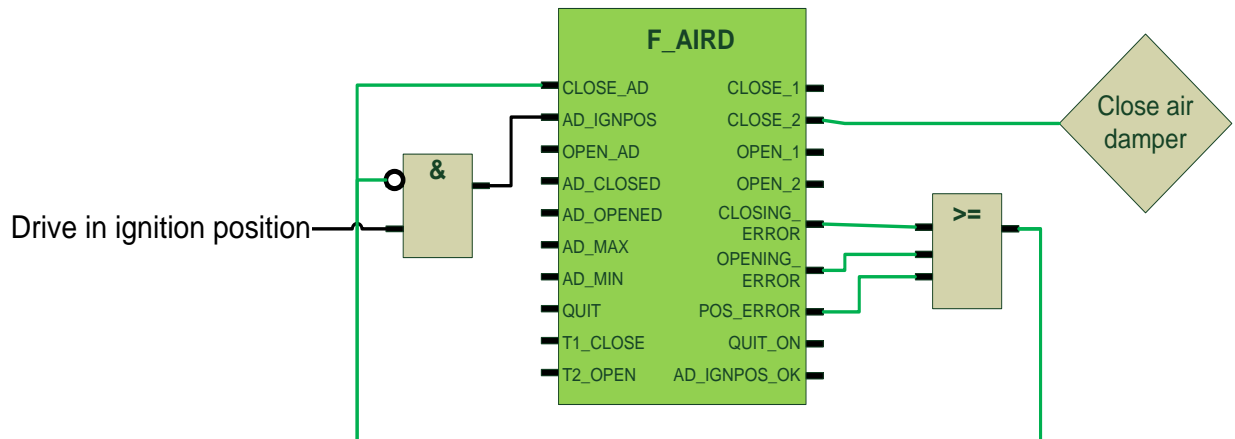 F_AIRD
CLOSE_AD
CLOSE_1
AD_IGNPOS
CLOSE_2
Close air
damper
OPEN_AD
OPEN_1
&
AD_CLOSED
OPEN_2
Drive in ignition position
AD_OPENED
CLOSING_
ERROR
>=
AD_MAX
OPENING_
ERROR
AD_MIN
QUIT
POS_ERROR
T1_CLOSE
QUIT_ON
T2_OPEN
AD_IGNPOS_OK